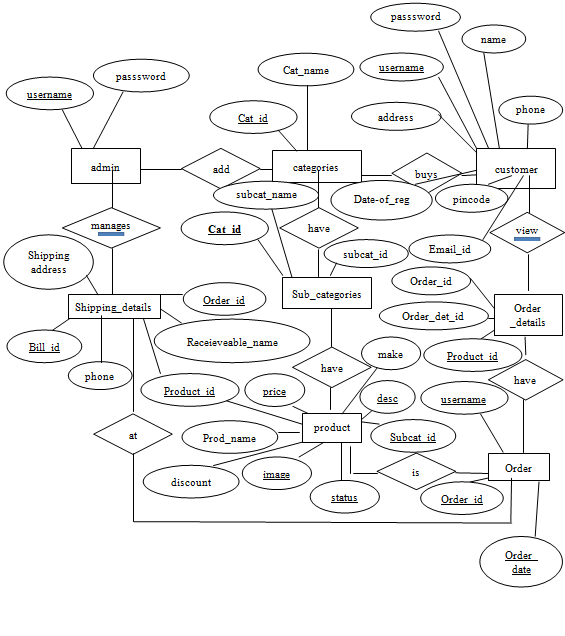 passsword
name
Cat_name
passsword
username
username
phone
Cat_id
address
admin
add
categories
buys
customer
subcat_name
Date-of_reg
pincode
manages
Cat_id
have
view
Shipping
address
subcat_id
Email_id
Order_id
Shipping_details
Order_id
Sub_categories
Order
_details
Order_det_id
Bill_id
Receieveable_name
make
Product_id
phone
have
have
Product_id
price
desc
username
at
Prod_name
product
Subcat_id
discount
image
is
Order
status
Order_id
Order_
date